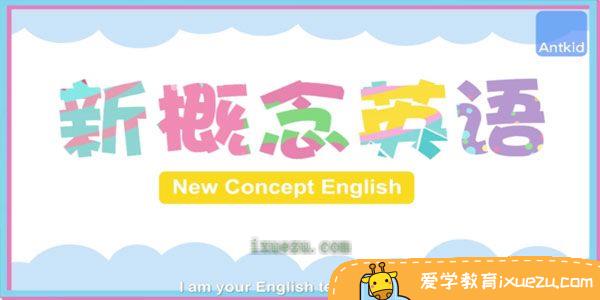 Antkid
新概念英语
New Concept English
ixuezu.com
I am your English te
爱学教育ixuezu.com